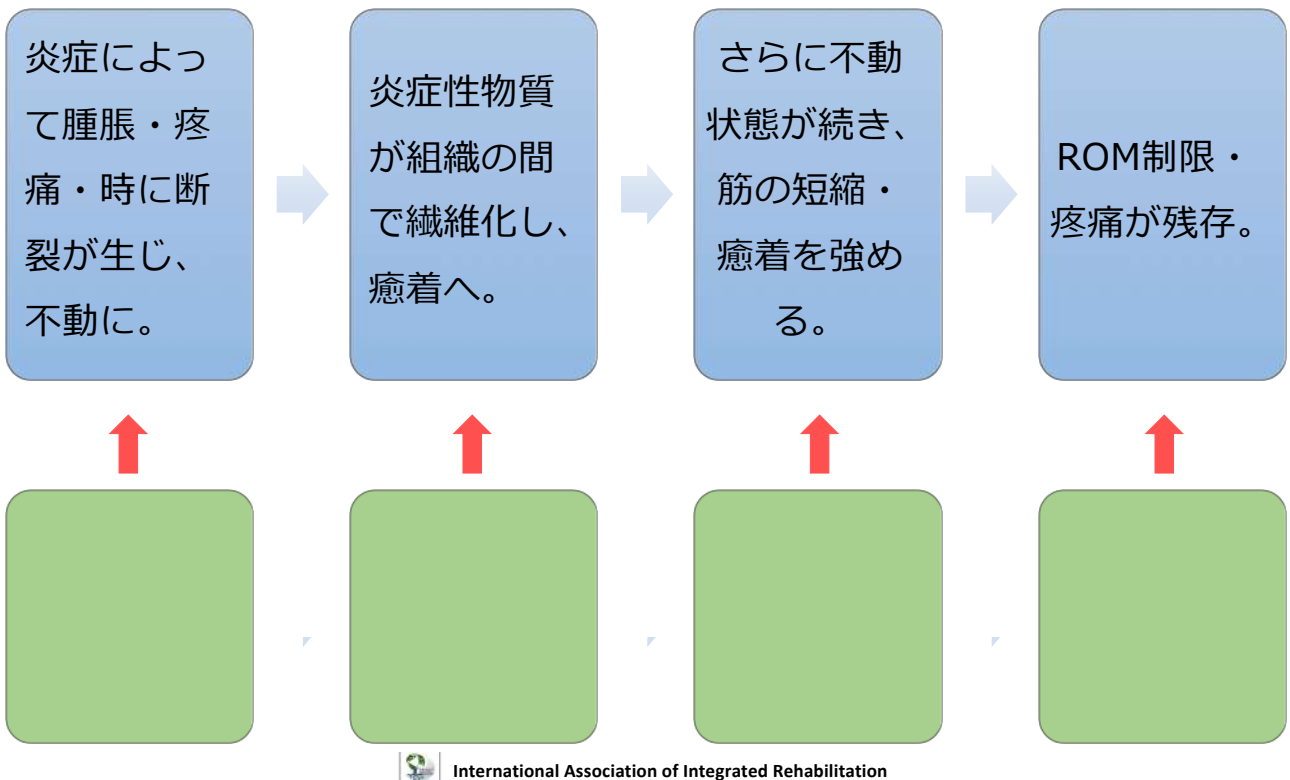 炎症によっ
て腫脹・疼
痛・時に断
裂が生じ、
不動に。
炎症性物質
が組織の間
で繊維化し、
癒着へ。
さらに不動
状態が続き、
筋の短縮・
癒着を強め
る。
ROM制限・
疼痛が残存。
International Association of Integrated Rehabilitation